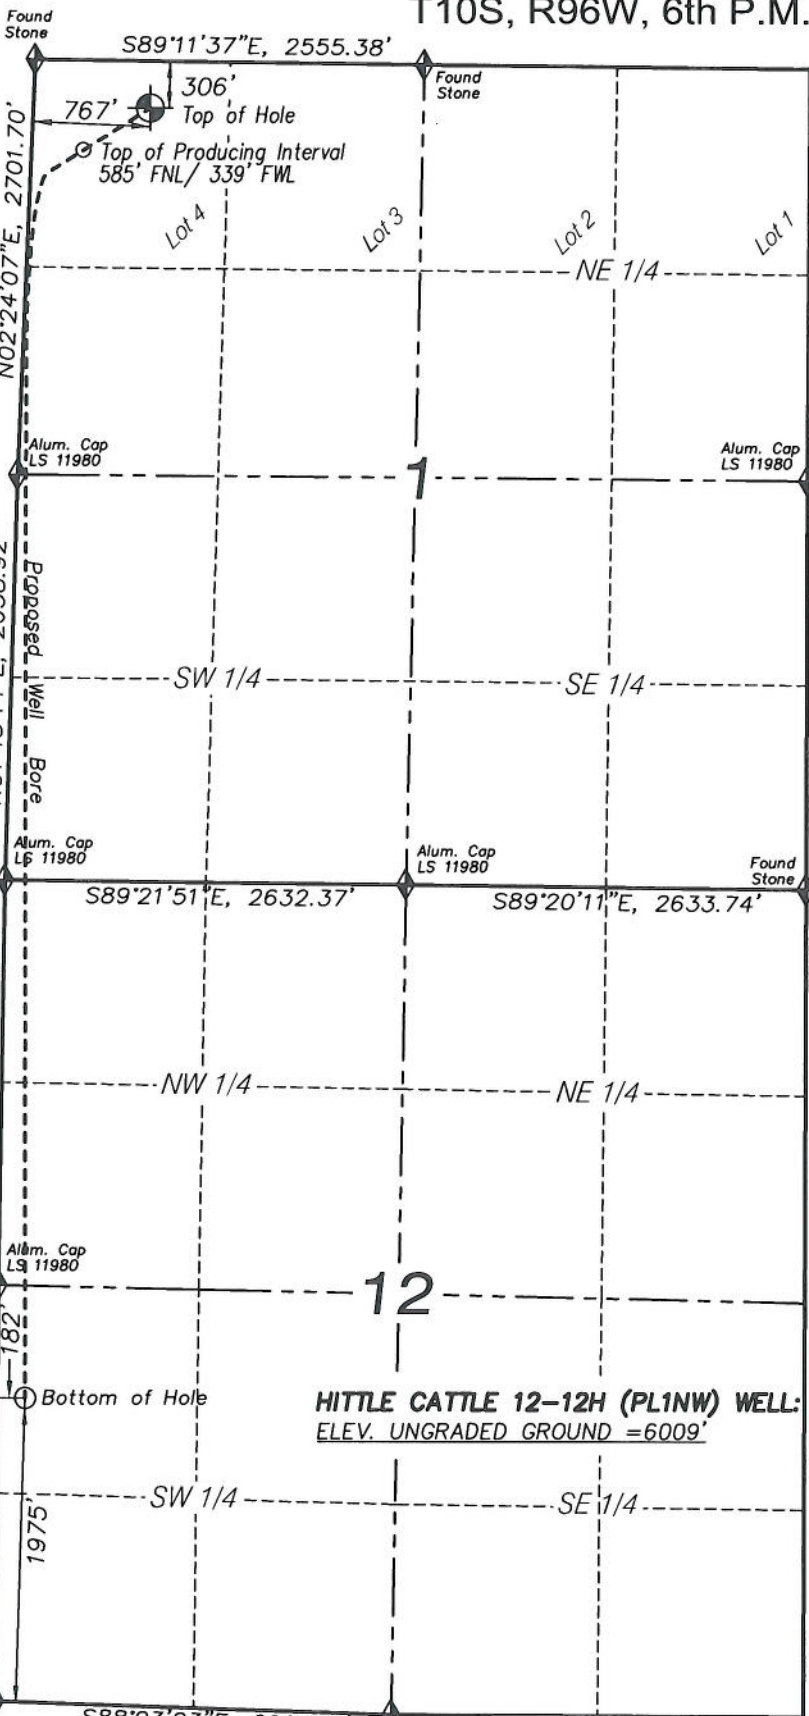 T10S, R96W, 6th P.M.
Found
Stone
S89°11'37"E, 2555.38'
306'
767'
Top of Hole
Found
Stone
Top of Producing Interval
585' FNL/ 339' FWL
N02°24'07"E, 2701.70'
Lot 4
Lot 3
Lot 2
Lot 1
NE 1/4
Alum. Cap
LS 11980
1
Alum. Cap
LS 11980
Proposed Well Bore
SW 1/4
SE 1/4
Alum. Cap
LS 11980
Alum. Cap
LS 11980
Found
Stone
S89°21'51"E, 2632.37'
S89°20'11"E, 2633.74'
NW 1/4
NE 1/4
Alum. Cap
LS 11980
12
182'
Bottom of Hole
HITTLE CATTLE 12-12H (PL1NW) WELL:
ELEV. UNGRADED GROUND =6009'
SW 1/4
SE 1/4
1975'